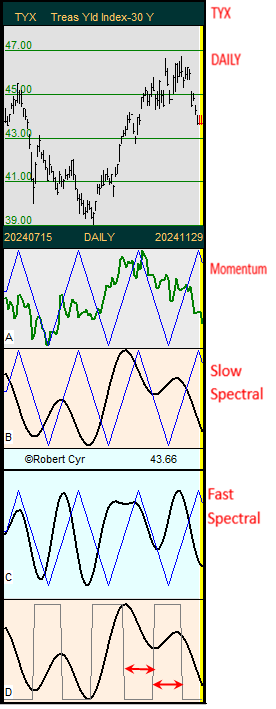 TYX Treas Yld Index-30 Y
TYX
47.00
DAILY
45.00
43.00
41.00
39.00
20240715 DAILY 20241129
Momentum
A
Slow
Spectral
B
©Robert Cyr 43.66
Fast
Spectral
C
D